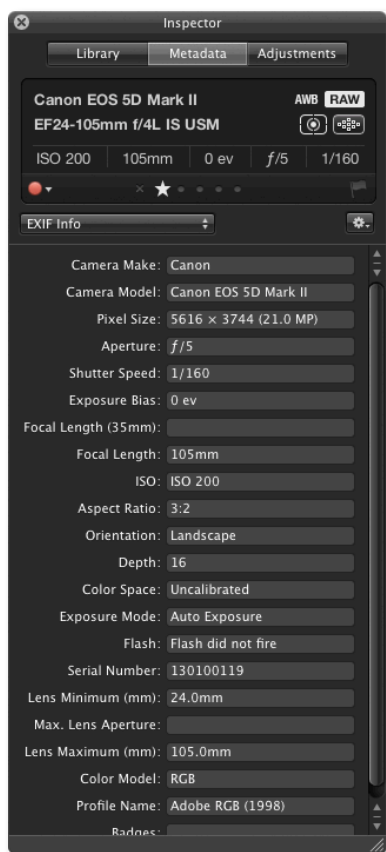 Inspector
Library Metadata Adjustments
Canon EOS 5D Mark II AWB RAW
EF24-105mm f/4L IS USM
ISO 200 105mm 0 ev ƒ/5 1/160
EXIF Info
Camera Make: Canon
Camera Model: Canon EOS 5D Mark II
Pixel Size: 5616 × 3744 (21.0 MP)
Aperture: ƒ/5
Shutter Speed: 1/160
Exposure Bias: 0 ev
Focal Length (35mm):
Focal Length: 105mm
ISO: ISO 200
Aspect Ratio: 3:2
Orientation: Landscape
Depth: 16
Color Space: Uncalibrated
Exposure Mode: Auto Exposure
Flash: Flash did not fire
Serial Number: 130100119
Lens Minimum (mm): 24.0mm
Max. Lens Aperture:
Lens Maximum (mm): 105.0mm
Color Model: RGB
Profile Name: Adobe RGB (1998)
Badges: